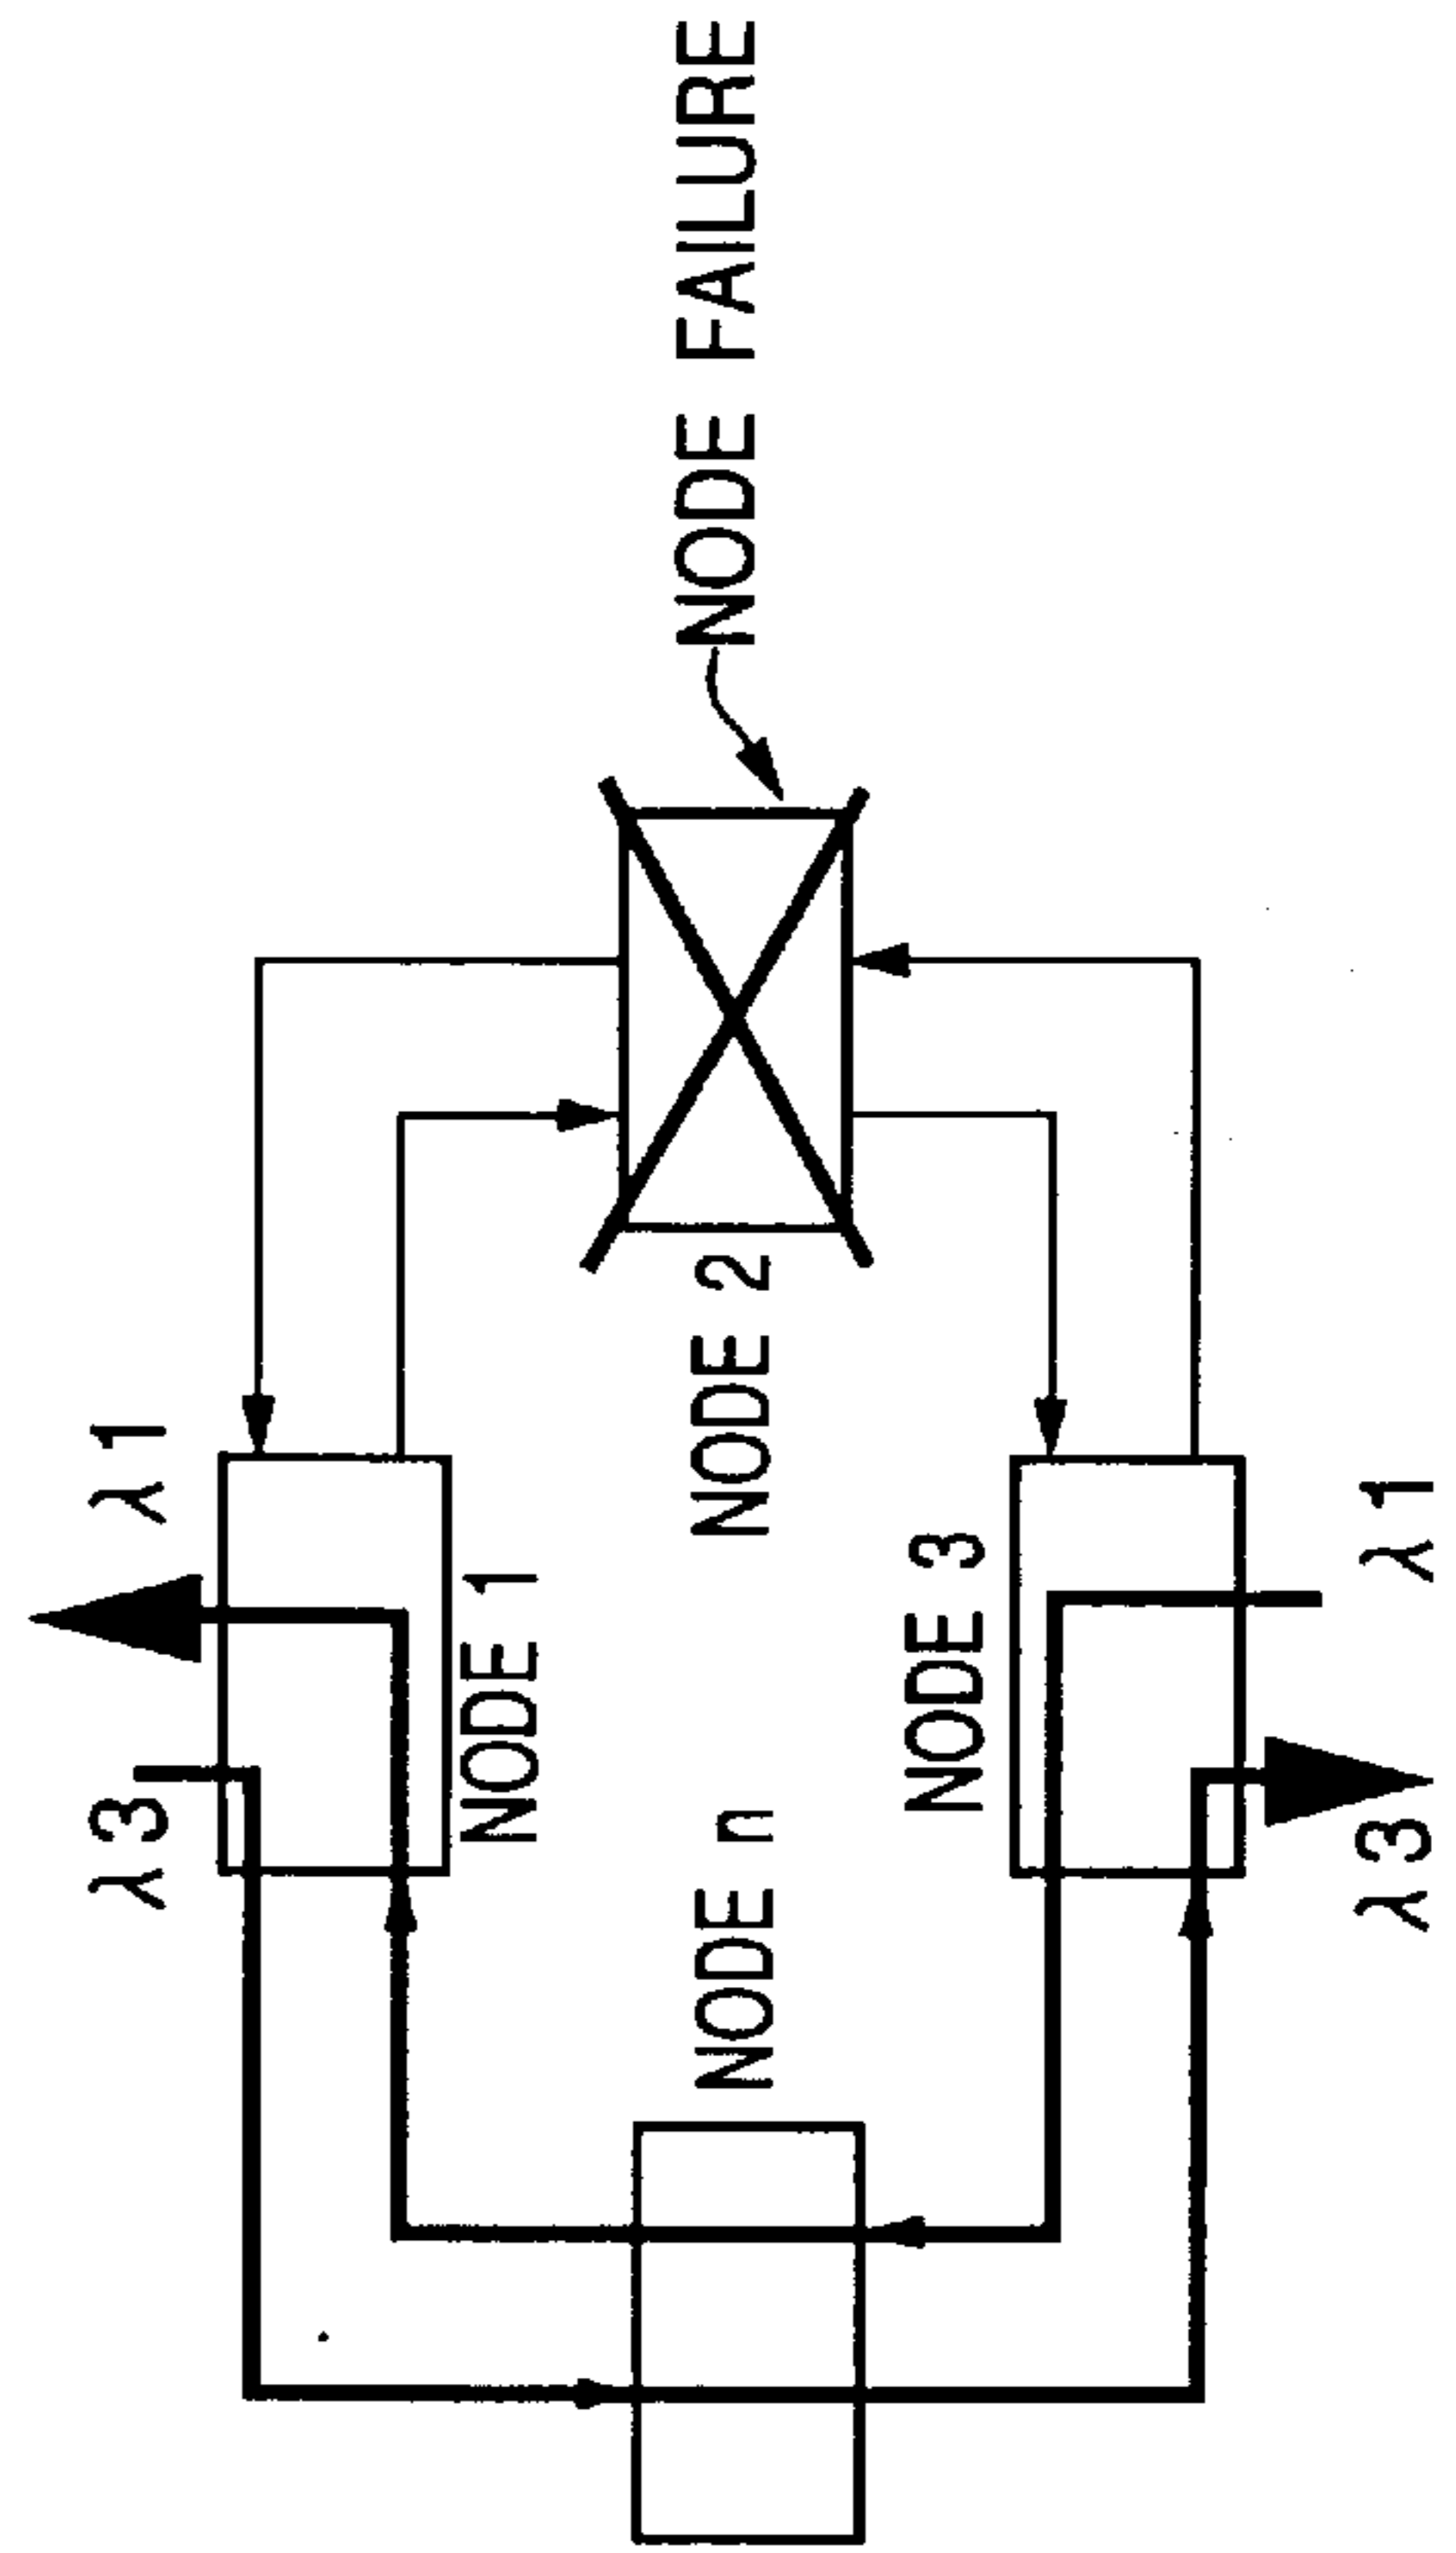 λ3
λ1
NODE 1
NODE n
NODE 2
NODE FAILURE
NODE 3
λ3
λ1